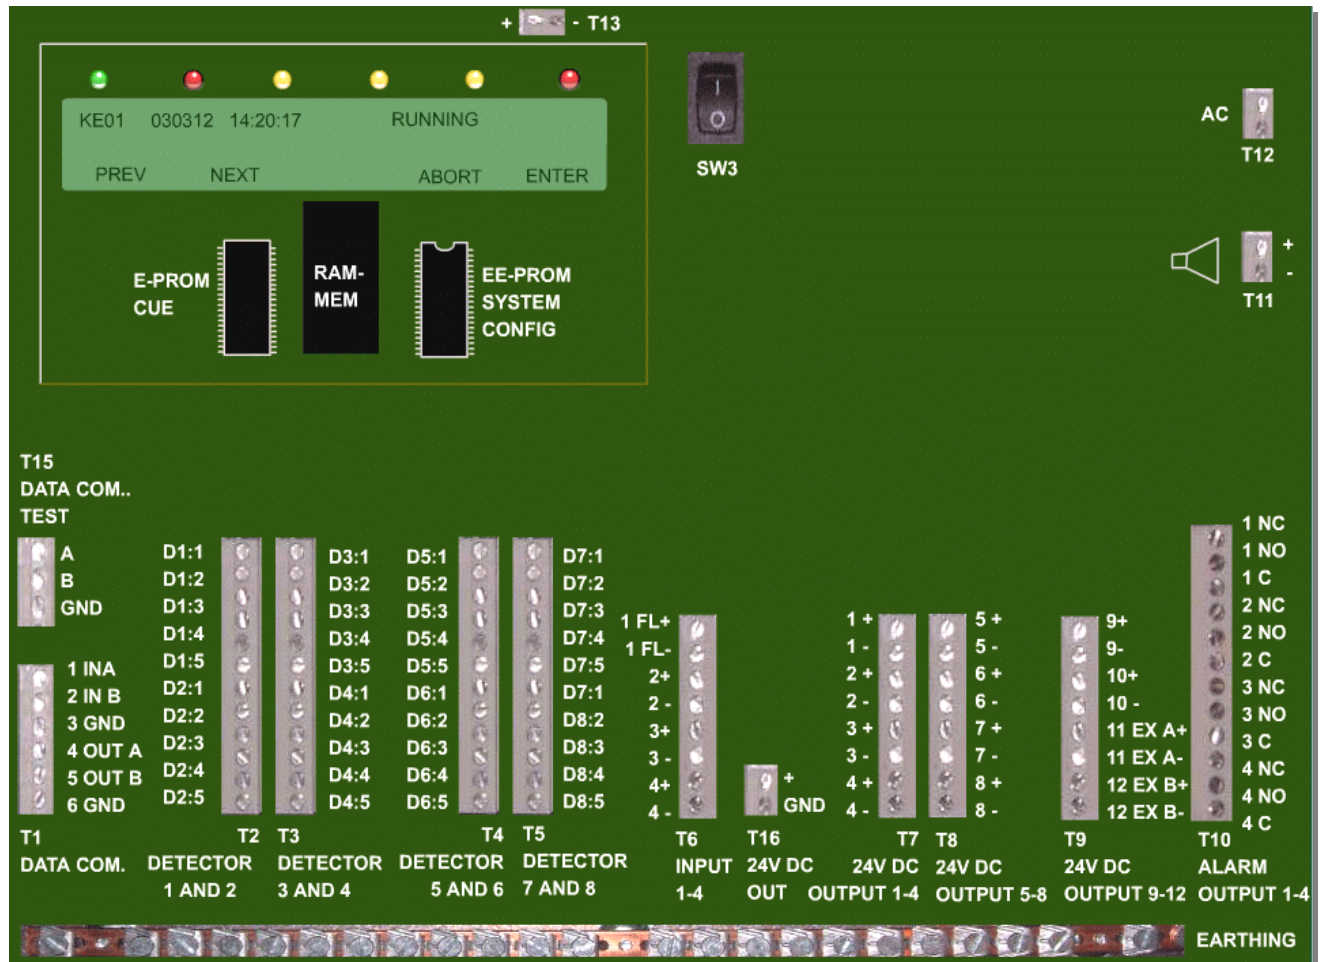 + - T13
KE01 030312 14:20:17 RUNNING
PREV NEXT ABORT ENTER
I
O
SW3
AC
T12
+
-
T11
E-PROM
CUE
RAM-
MEM
EE-PROM
SYSTEM
CONFIG
T15
DATA COM..
TEST
A
B
GND
1 INA
2 IN B
3 GND
4 OUT A
5 OUT B
6 GND
T1
DATA COM.
D1:1
D1:2
D1:3
D1:4
D1:5
D2:1
D2:2
D2:3
D2:4
D2:5
T2
DETECTOR
1 AND 2
D3:1
D3:2
D3:3
D3:4
D3:5
D4:1
D4:2
D4:3
D4:4
D4:5
T3
DETECTOR
3 AND 4
D5:1
D5:2
D5:3
D5:4
D5:5
D6:1
D6:2
D6:3
D6:4
D6:5
T4
DETECTOR
5 AND 6
D7:1
D7:2
D7:3
D7:4
D7:5
D7:1
D8:2
D8:3
D8:4
D8:5
T5
DETECTOR
7 AND 8
1 FL+
1 FL-
2+
2 -
3+
3 -
4+
4 -
T6
INPUT
1-4
+
GND
T16
24V DC
OUT
1 +
1 -
2 +
2 -
3 +
3 -
4 +
4 -
T7
24V DC
OUTPUT 1-4
5 +
5 -
6 +
6 -
7 +
7 -
8 +
8 -
T8
24V DC
OUTPUT 5-8
9+
9-
10+
10 -
11 EX A+
11 EX A-
12 EX B+
12 EX B-
T9
24V DC
OUTPUT 9-12
1 NC
1 NO
1 C
2 NC
2 NO
2 C
3 NC
3 NO
3 C
4 NC
4 NO
4 C
T10
ALARM
OUTPUT 1-4
EARTHING